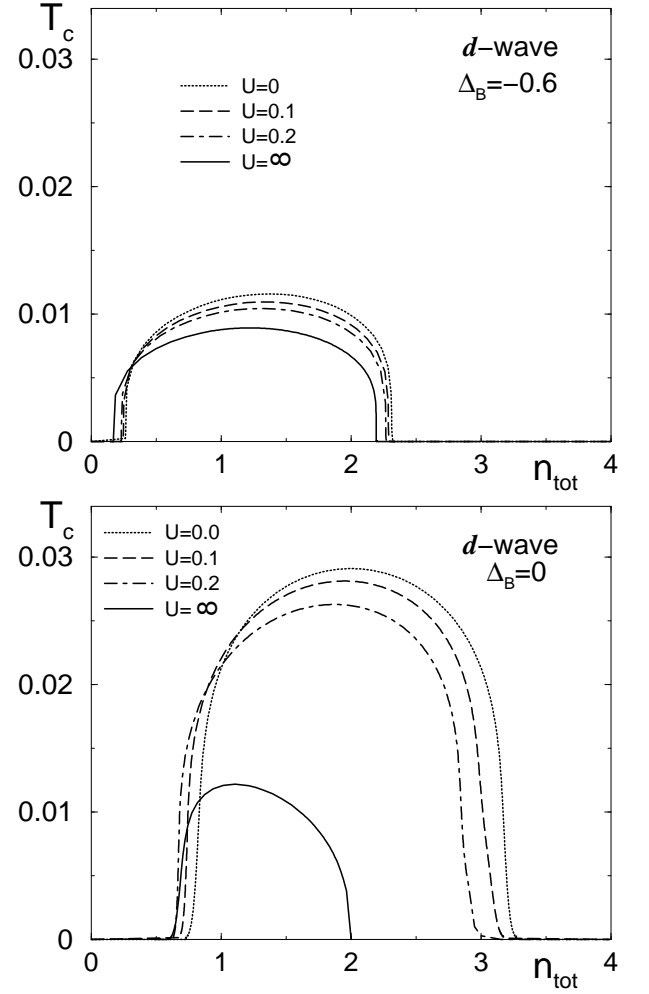 T_c
0.03
d-wave
Δ_B=−0.6
U=0
U=0.1
U=0.2
U=∞
0.02
0.01
0
0 1 2 3 4
n_tot
T_c
U=0.0
U=0.1
U=0.2
U= ∞
d-wave
Δ_B=0
0.03
0.02
0.01
0
0 1 2 3 4
n_tot